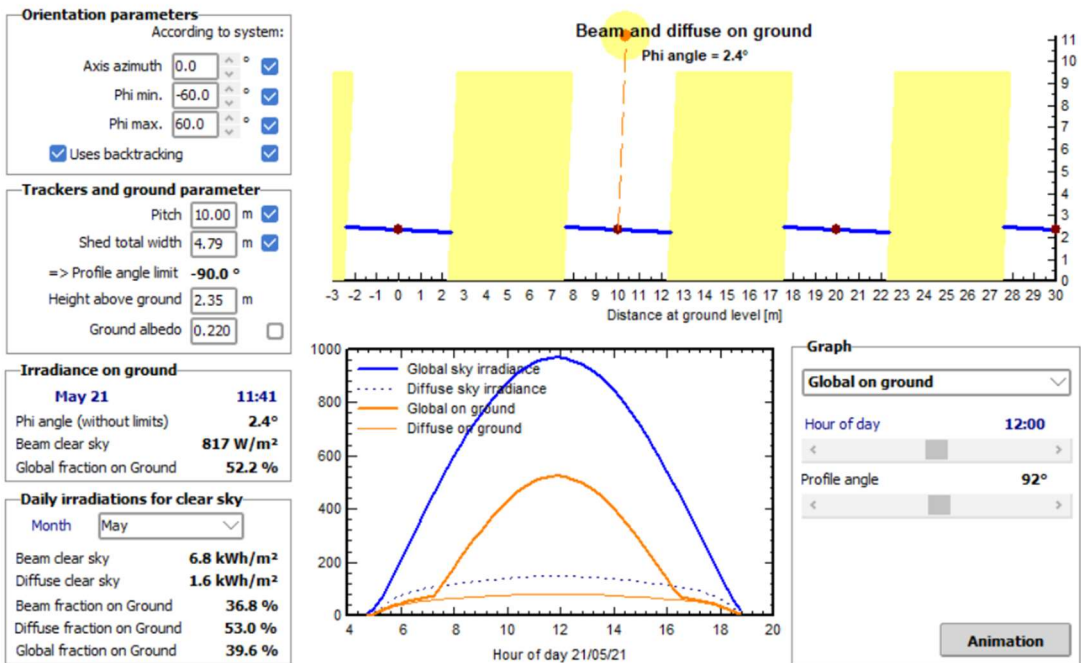 Orientation parameters
According to system:
Axis azimuth 0.0 °
Phi min. -60.0 °
Phi max. 60.0 °
Uses backtracking
Trackers and ground parameter
Pitch 10.00 m
Shed total width 4.79 m
=> Profile angle limit -90.0 °
Height above ground 2.35 m
Ground albedo 0.220
Irradiance on ground
May 21 11:41
Phi angle (without limits) 2.4°
Beam clear sky 817 W/m²
Global fraction on Ground 52.2 %
Daily irradiations for clear sky
Month May
Beam clear sky 6.8 kWh/m²
Diffuse clear sky 1.6 kWh/m²
Beam fraction on Ground 36.8 %
Diffuse fraction on Ground 53.0 %
Global fraction on Ground 39.6 %
Beam and diffuse on ground
Phi angle = 2.4°
11
10
9
8
7
6
5
4
3
2
1
0
-3 -2 -1 0 1 2 3 4 5 6 7 8 9 10 11 12 13 14 15 16 17 18 19 20 21 22 23 24 25 26 27 28 29 30
Distance at ground level [m]
1000
800
600
400
200
0
Global sky irradiance
Diffuse sky irradiance
Global on ground
Diffuse on ground
4 6 8 10 12 14 16 18 20
Hour of day 21/05/21
Graph
Global on ground
Hour of day 12:00
< >
Profile angle 92°
< >
Animation